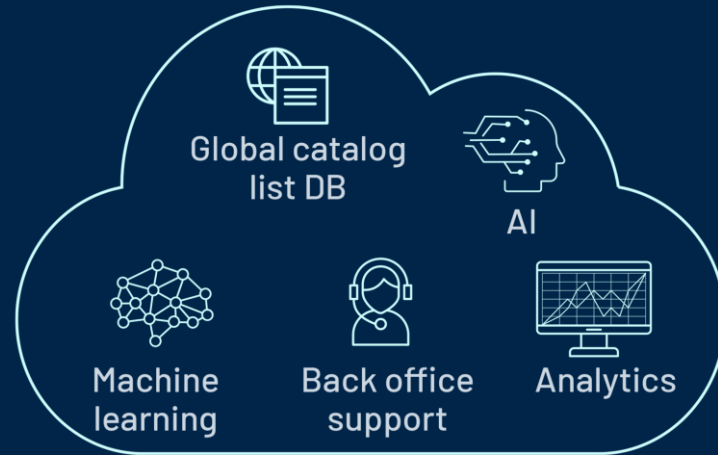 Global catalog
list DB
AI
Machine
learning
Back office
support
Analytics